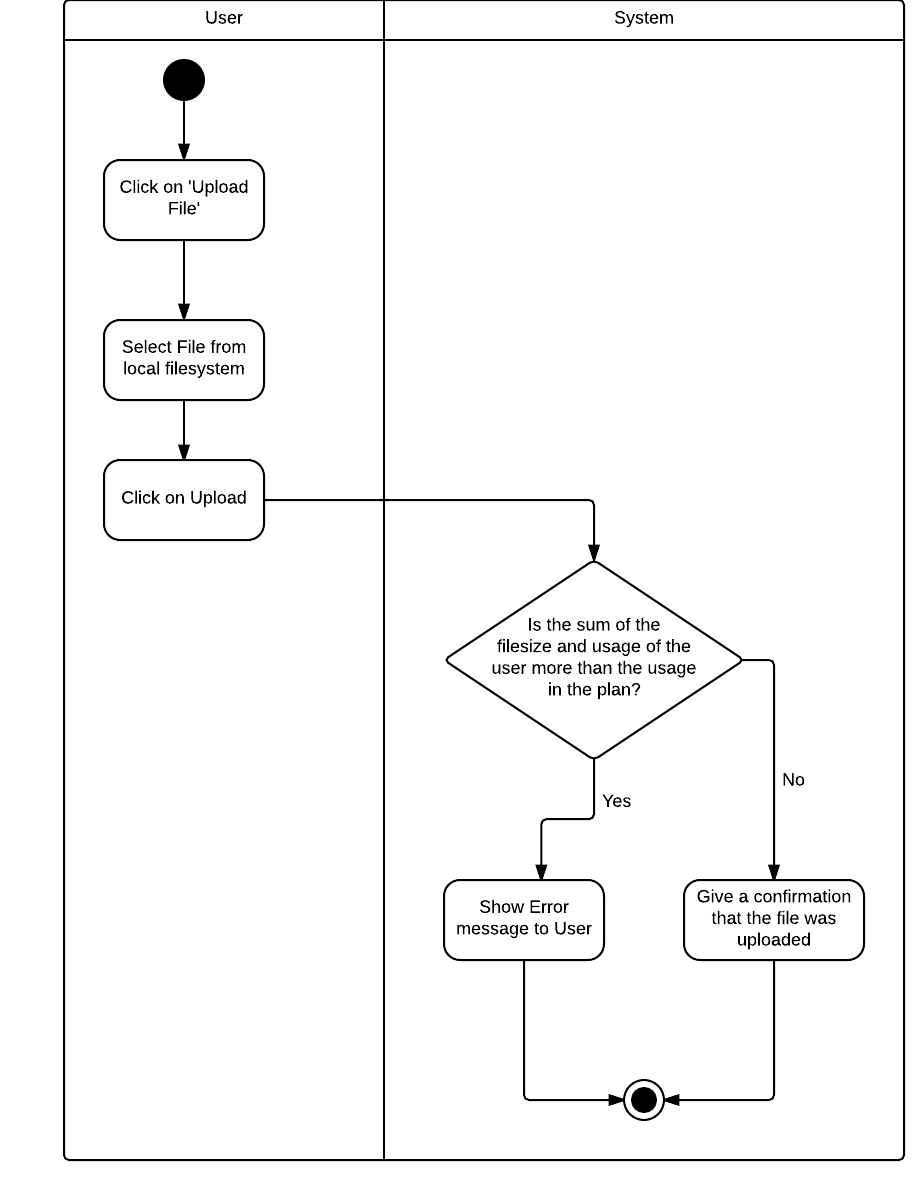 User
System
Click on 'Upload
File'
Select File from
local filesystem
Click on Upload
Is the sum of the
filesize and usage of the
user more than the usage
in the plan?
Yes
No
Show Error
message to User
Give a confirmation
that the file was
uploaded